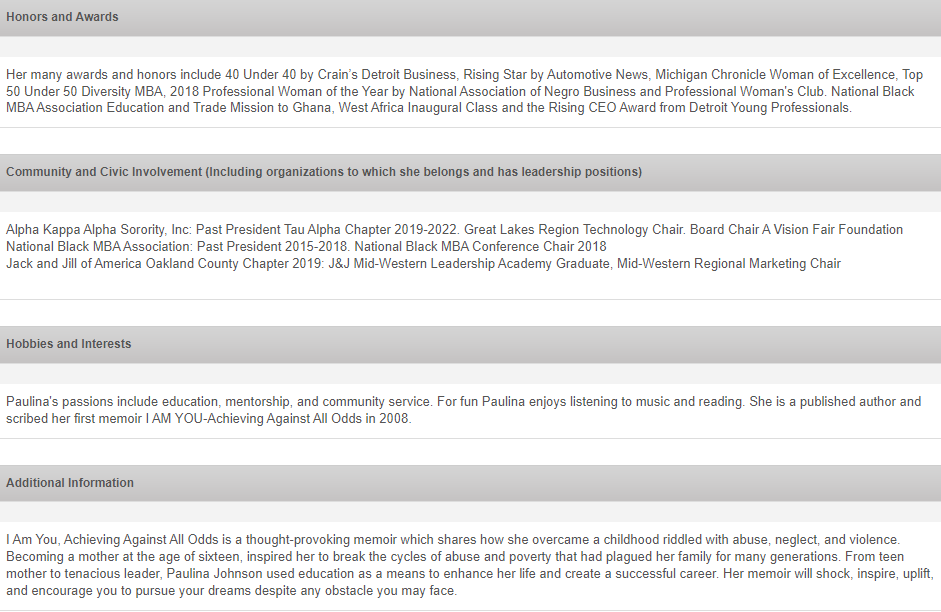 Honors and Awards
Her many awards and honors include 40 Under 40 by Crain's Detroit Business, Rising Star by Automotive News, Michigan Chronicle Woman of Excellence, Top
50 Under 50 Diversity MBA, 2018 Professional Woman of the Year by National Association of Negro Business and Professional Woman's Club. National Black
MBA Association Education and Trade Mission to Ghana, West Africa Inaugural Class and the Rising CEO Award from Detroit Young Professionals.
Community and Civic Involvement (Including organizations to which she belongs and has leadership positions)
Alpha Kappa Alpha Sorority, Inc: Past President Tau Alpha Chapter 2019-2022. Great Lakes Region Technology Chair. Board Chair A Vision Fair Foundation
National Black MBA Association: Past President 2015-2018. National Black MBA Conference Chair 2018
Jack and Jill of America Oakland County Chapter 2019: J&J Mid-Western Leadership Academy Graduate, Mid-Western Regional Marketing Chair
Hobbies and Interests
Paulina's passions include education, mentorship, and community service. For fun Paulina enjoys listening to music and reading. She is a published author and
scribed her first memoir I AM YOU-Achieving Against All Odds in 2008.
Additional Information
I Am You, Achieving Against All Odds is a thought-provoking memoir which shares how she overcame a childhood riddled with abuse, neglect, and violence.
Becoming a mother at the age of sixteen, inspired her to break the cycles of abuse and poverty that had plagued her family for many generations. From teen
mother to tenacious leader, Paulina Johnson used education as a means to enhance her life and create a successful career. Her memoir will shock, inspire, uplift,
and encourage you to pursue your dreams despite any obstacle you may face.